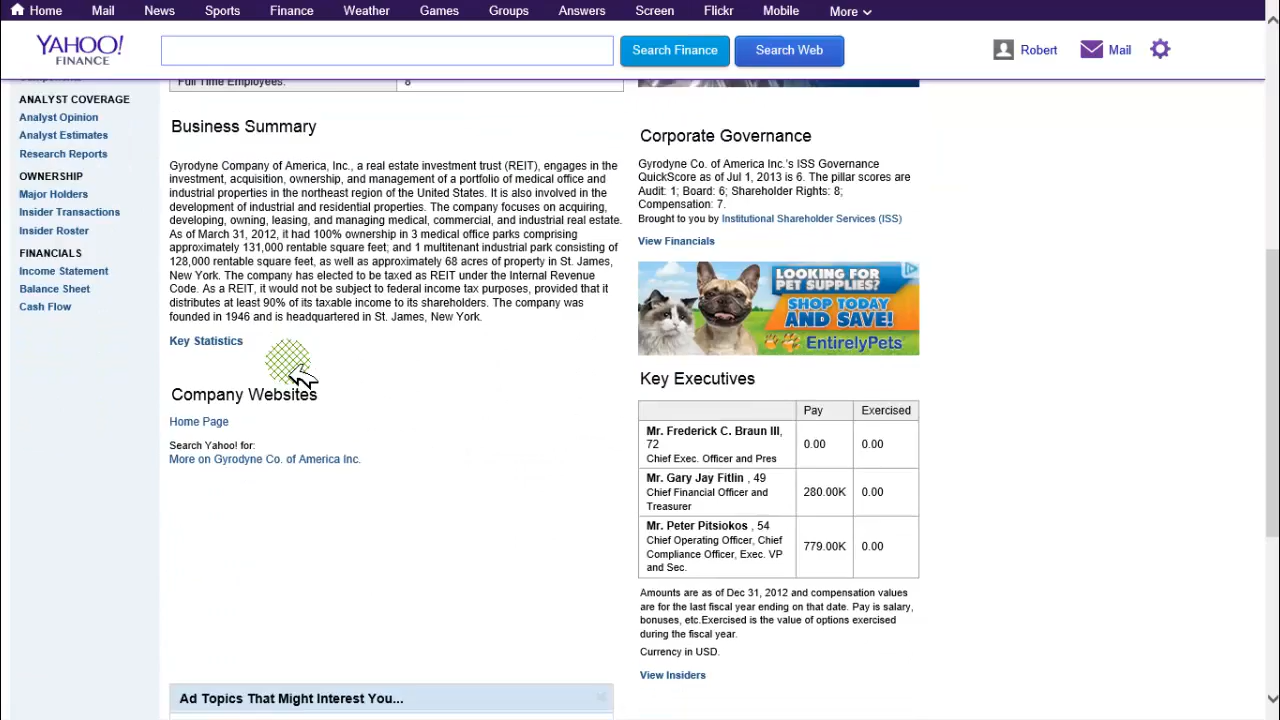 Home Mail News Sports Finance Weather Games Groups Answers Screen Flickr Mobile More
YAHOO!
FINANCE
Search Finance
Search Web
Robert
Mail
Full Time Employees:
8
ANALYST COVERAGE
Analyst Opinion
Analyst Estimates
Research Reports
OWNERSHIP
Major Holders
Insider Transactions
Insider Roster
FINANCIALS
Income Statement
Balance Sheet
Cash Flow
Business Summary
Gyrodyne Company of America, Inc., a real estate investment trust (REIT), engages in the
investment, acquisition, ownership, and management of a portfolio of medical office and
industrial properties in the northeast region of the United States. It is also involved in the
development of industrial and residential properties. The company focuses on acquiring,
developing, owning, leasing, and managing medical, commercial, and industrial real estate.
As of March 31, 2012, it had 100% ownership in 3 medical office parks comprising
approximately 131,000 rentable square feet; and 1 multitenant industrial park consisting of
128,000 rentable square feet, as well as approximately 68 acres of property in St. James,
New York. The company has elected to be taxed as REIT under the Internal Revenue
Code. As a REIT, it would not be subject to federal income tax purposes, provided that it
distributes at least 90% of its taxable income to its shareholders. The company was
founded in 1946 and is headquartered in St. James, New York.
Key Statistics
Company Websites
Home Page
Search Yahoo! for:
More on Gyrodyne Co. of America Inc.
Ad Topics That Might Interest You...
Corporate Governance
Gyrodyne Co. of America Inc.'s ISS Governance
QuickScore as of Jul 1, 2013 is 6. The pillar scores are
Audit: 1; Board: 6; Shareholder Rights: 8;
Compensation: 7.
Brought to you by Institutional Shareholder Services (ISS)
View Financials
LOOKING FOR
PET SUPPLIES?
SHOP TODAY
AND SAVE!
EntirelyPets
Key Executives
Pay Exercised
Mr. Frederick C. Braun III,
72
Chief Exec. Officer and Pres
0.00 0.00
Mr. Gary Jay Fitlin , 49
Chief Financial Officer and
Treasurer
280.00K 0.00
Mr. Peter Pitsiokos , 54
Chief Operating Officer, Chief
Compliance Officer, Exec. VP
and Sec.
779.00K 0.00
Amounts are as of Dec 31, 2012 and compensation values
are for the last fiscal year ending on that date. Pay is salary,
bonuses, etc.Exercised is the value of options exercised
during the fiscal year.
Currency in USD.
View Insiders